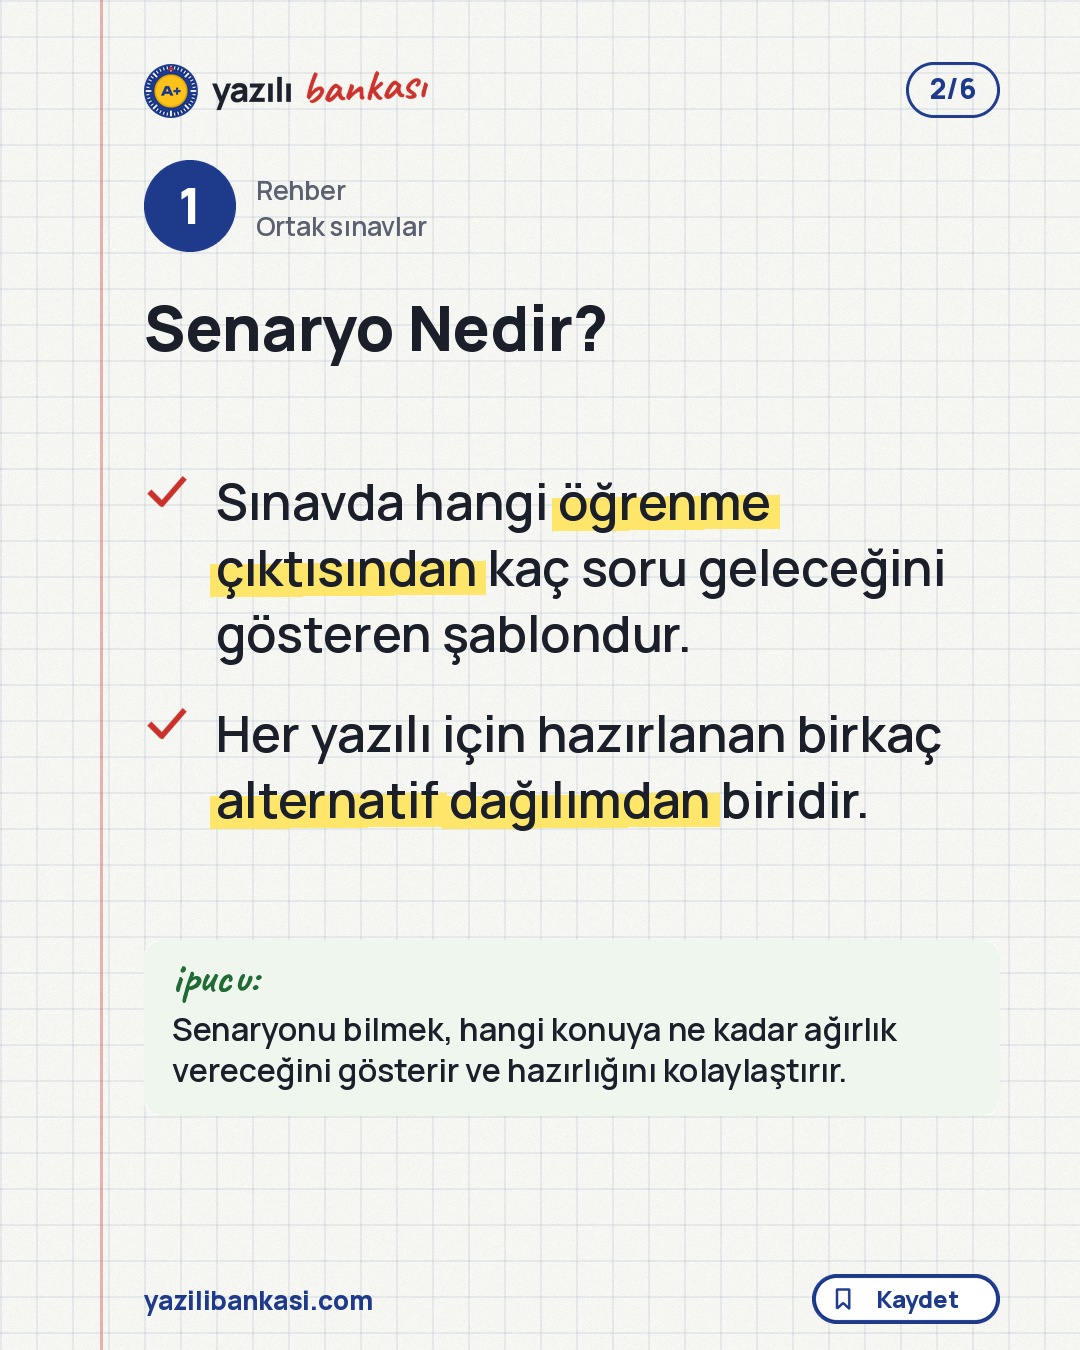 A+ yazılı bankası
2/6
1
Rehber
Ortak sınavlar
Senaryo Nedir?
Sınavda hangi öğrenme
çıktısından kaç soru geleceğini
gösteren şablondur.
Her yazılı için hazırlanan birkaç
alternatif dağılımdan biridir.
ipucu:
Senaryonu bilmek, hangi konuya ne kadar ağırlık
vereceğini gösterir ve hazırlığını kolaylaştırır.
yazilibankasi.com
Kaydet